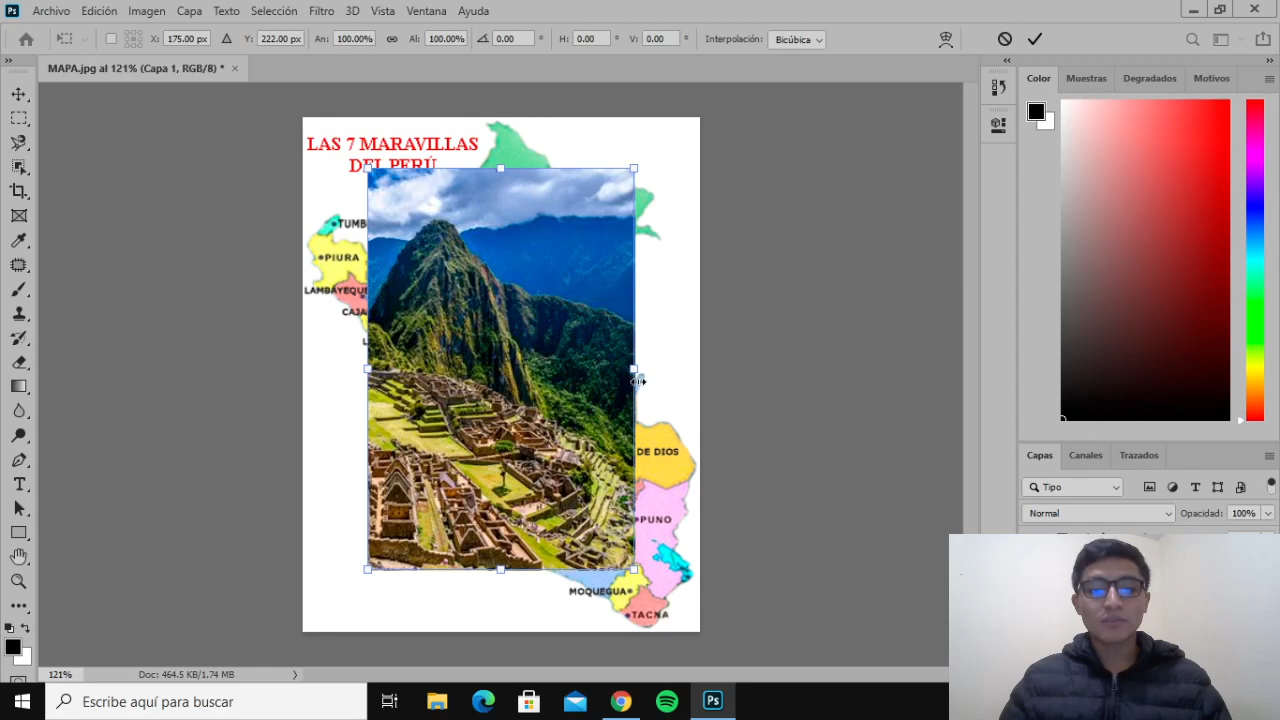 Ps Archivo Edición Imagen Capa Texto Selección Filtro 3D Vista Ventana Ayuda
X: 175.00 px Y: 222.00 px An: 100.00% Al: 100.00% 0.00 ° H: 0.00 ° V: 0.00 ° Interpolación: Bicúbica
MAPA.jpg al 121% (Capa 1, RGB/8) * ×
Color Muestras Degradados Motivos
LAS 7 MARAVILLAS
DEL PERÚ
TUMB
PIURA
LAMBAYEQUE
CAJA
L
DE DIOS
PUNO
MOQUEGUA
TACNA
Capas Canales Trazados
Tipo
Normal Opacidad: 100%
121% Doc: 464.5 KB/1.74 MB
Escribe aquí para buscar
Ps